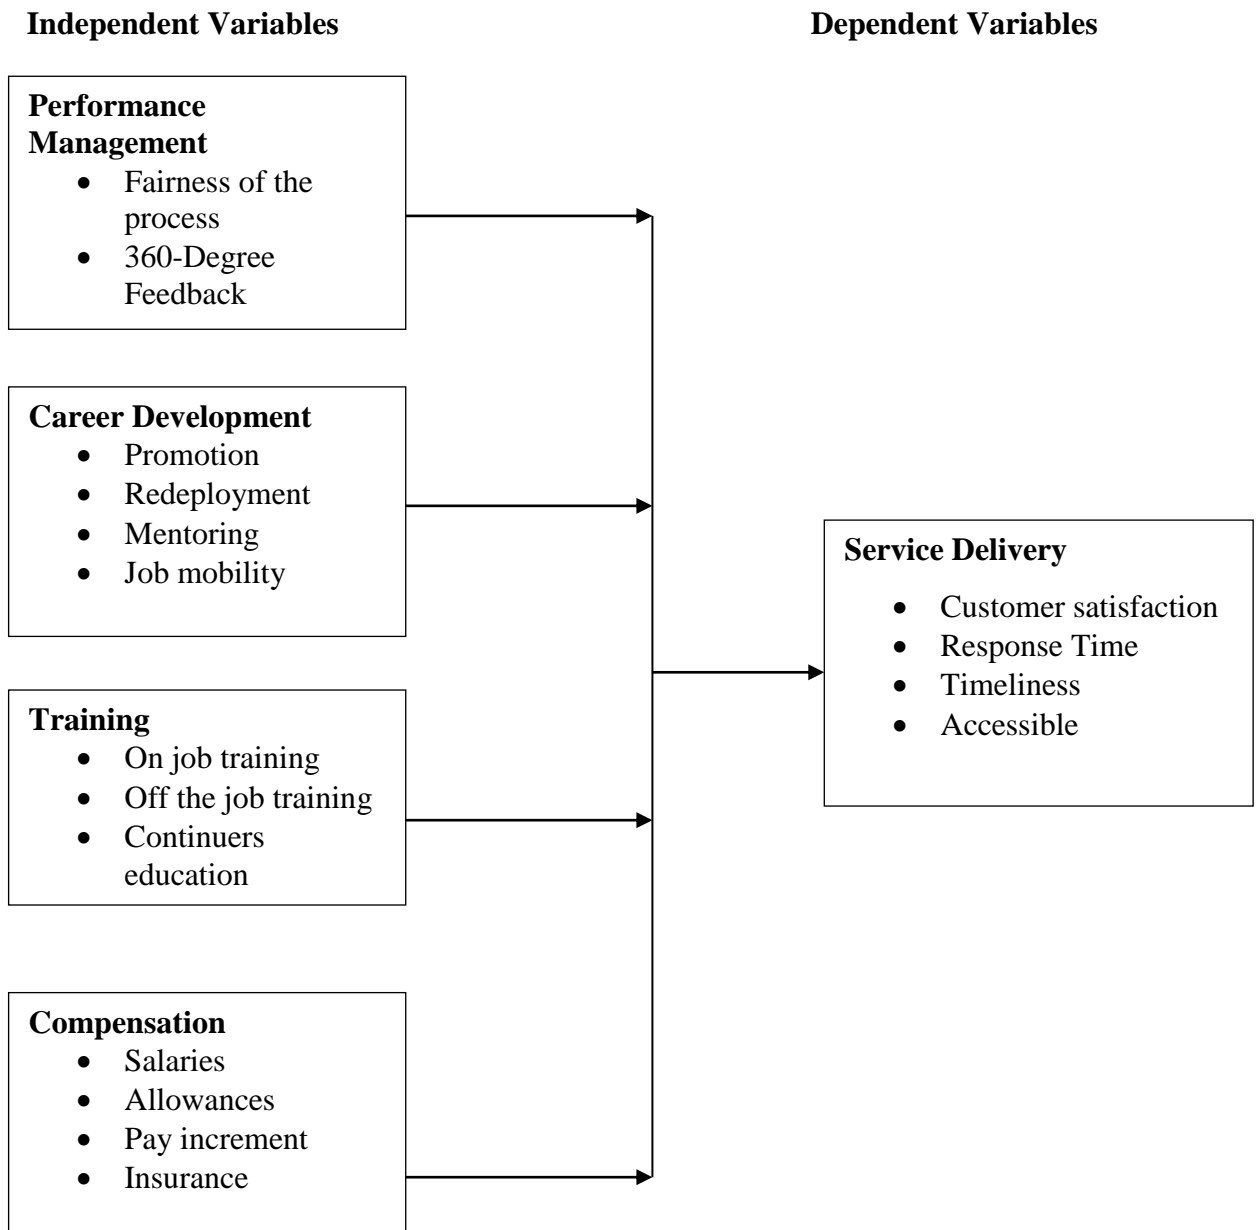 Independent Variables
Dependent Variables
Performance
Management
• Fairness of the
process
• 360-Degree
Feedback
Career Development
• Promotion
• Redeployment
• Mentoring
• Job mobility
Training
• On job training
• Off the job training
• Continuers
education
Compensation
• Salaries
• Allowances
• Pay increment
• Insurance
Service Delivery
• Customer satisfaction
• Response Time
• Timeliness
• Accessible